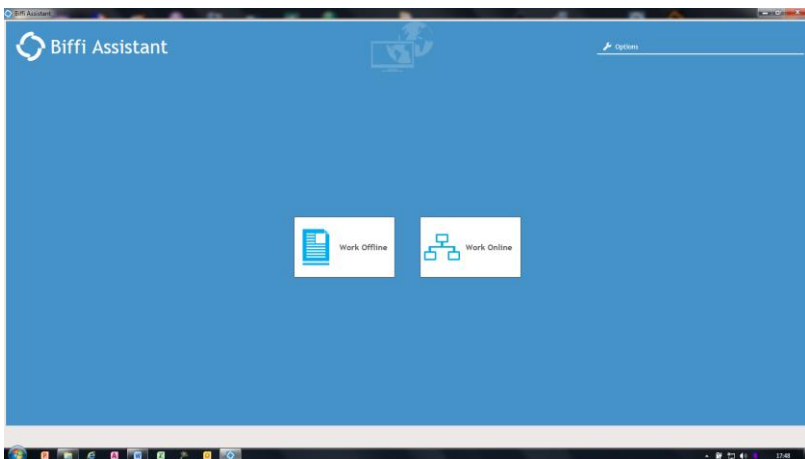 Biffi Assistant
Biffi Assistant
Options
Work Offline
Work Online
17:48